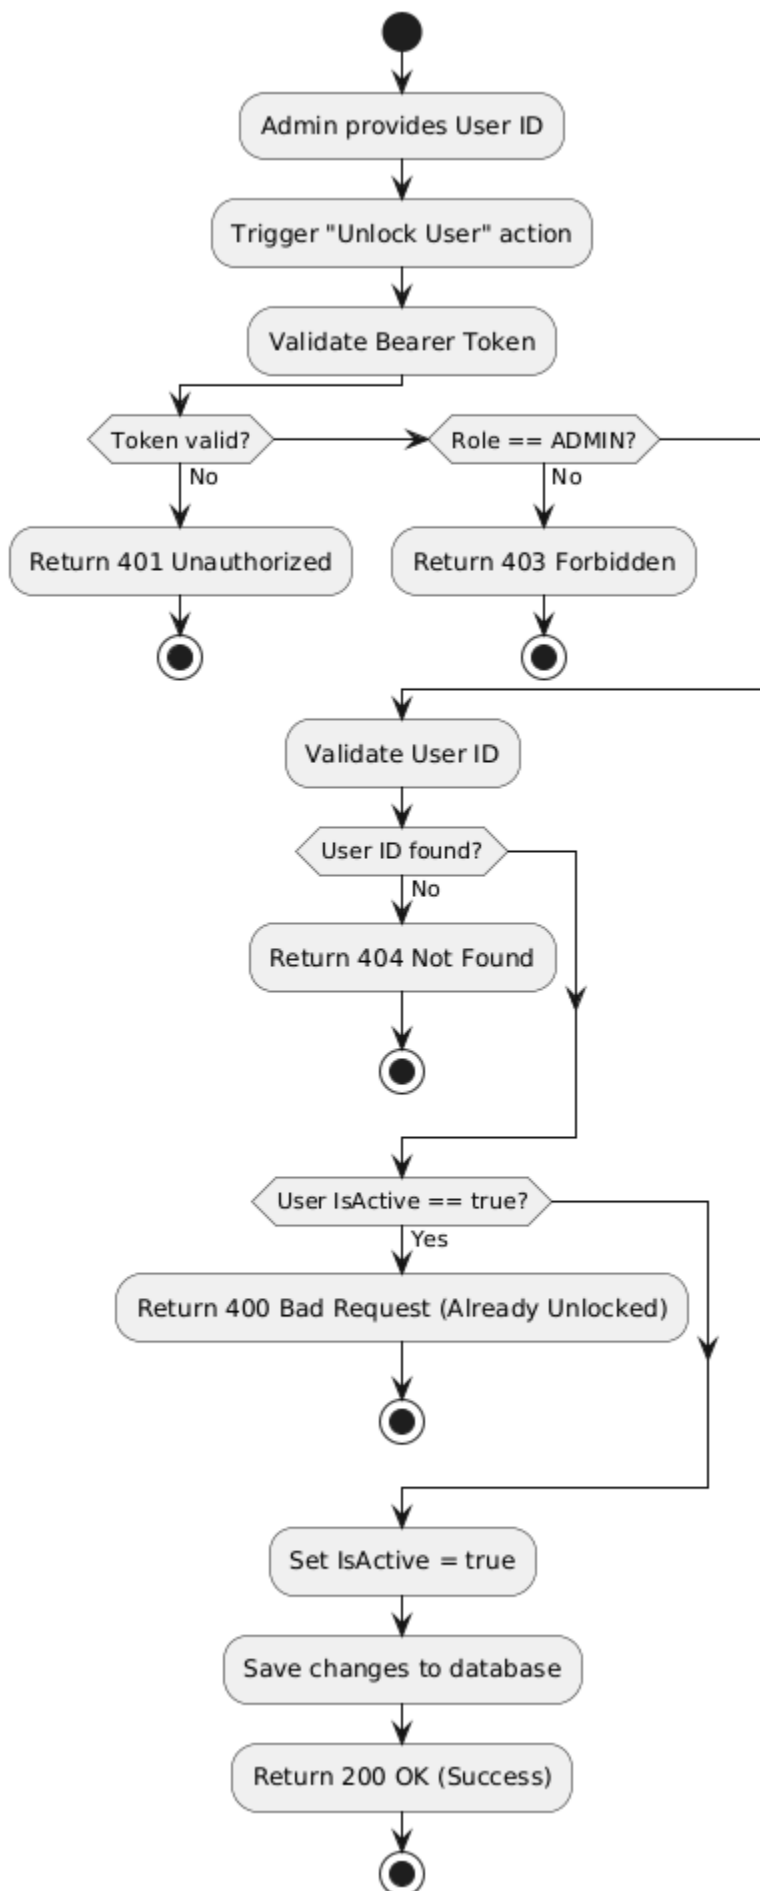 Admin provides User ID
Trigger "Unlock User" action
Validate Bearer Token
Token valid?
Role == ADMIN?
No
No
Return 401 Unauthorized
Return 403 Forbidden
Validate User ID
User ID found?
No
Return 404 Not Found
User IsActive == true?
Yes
Return 400 Bad Request (Already Unlocked)
Set IsActive = true
Save changes to database
Return 200 OK (Success)